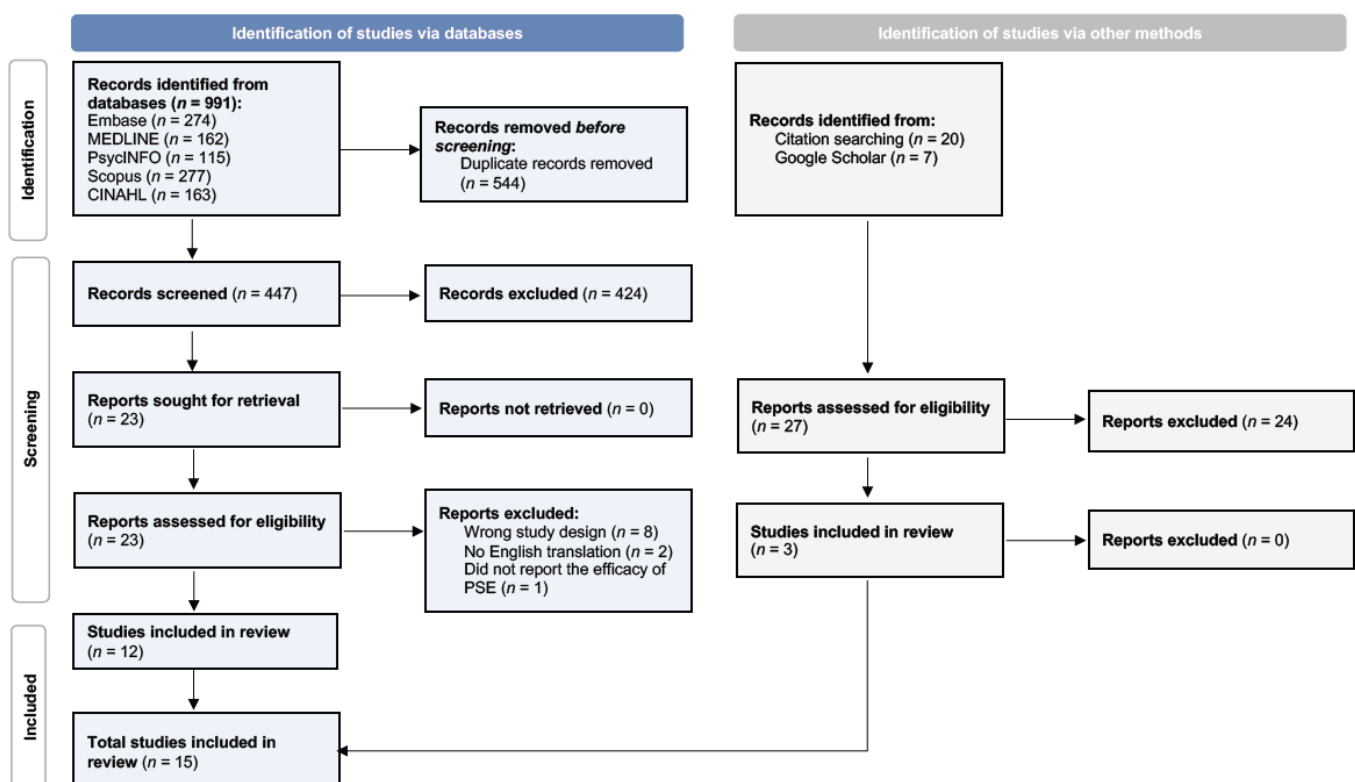 Identification of studies via databases
Identification of studies via other methods
Identification
Records identified from
databases (n = 991):
Embase (n = 274)
MEDLINE (n = 162)
PsycINFO (n = 115)
Scopus (n = 277)
CINAHL (n = 163)
Records removed before
screening:
Duplicate records removed
(n = 544)
Records identified from:
Citation searching (n = 20)
Google Scholar (n = 7)
Screening
Records screened (n = 447)
Records excluded (n = 424)
Reports sought for retrieval
(n = 23)
Reports not retrieved (n = 0)
Reports assessed for eligibility
(n = 27)
Reports excluded (n = 24)
Reports assessed for eligibility
(n = 23)
Reports excluded:
Wrong study design (n = 8)
No English translation (n = 2)
Did not report the efficacy of
PSE (n = 1)
Studies included in review
(n = 3)
Reports excluded (n = 0)
Included
Studies included in review
(n = 12)
Total studies included in
review (n = 15)